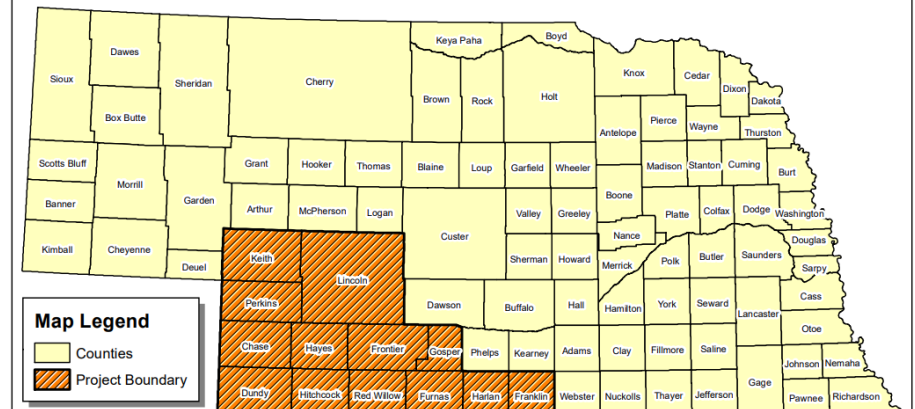 Keya Paha
Boyd
Dawes
Sioux
Sheridan
Cherry
Knox
Cedar
Dixon
Dakota
Brown
Rock
Holt
Box Butte
Antelope
Pierce
Wayne
Thurston
Scotts Bluff
Grant
Hooker
Thomas
Blaine
Loup
Garfield
Wheeler
Madison
Stanton
Cuming
Burt
Morrill
Garden
Boone
Banner
Arthur
McPherson
Logan
Valley
Greeley
Platte
Colfax
Dodge
Washington
Custer
Nance
Kimball
Cheyenne
Douglas
Deuel
Keith
Lincoln
Sherman
Howard
Merrick
Polk
Butler
Saunders
Sarpy
Perkins
Dawson
Buffalo
Hall
Hamilton
York
Seward
Lancaster
Cass
Otoe
Map Legend
Counties
Project Boundary
Chase
Hayes
Frontier
Gosper
Phelps
Kearney
Adams
Clay
Fillmore
Saline
Johnson
Nemaha
Gage
Dundy
Hitchcock
Red Willow
Furnas
Harlan
Franklin
Webster
Nuckolls
Thayer
Jefferson
Pawnee
Richardson